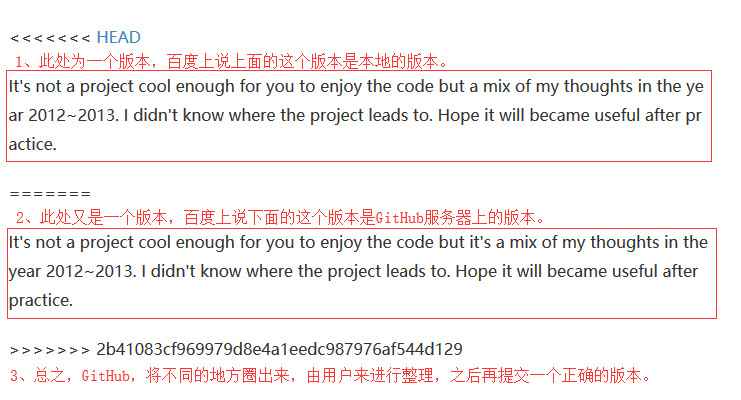 <<<<<<< HEAD
1、此处为一个版本，百度上说上面的这个版本是本地的版本。
It's not a project cool enough for you to enjoy the code but a mix of my thoughts in the ye
ar 2012~2013. I didn't know where the project leads to. Hope it will became useful after pr
actice.
=======
2、此处又是一个版本，百度上说下面的这个版本是GitHub服务器上的版本。
It's not a project cool enough for you to enjoy the code but it's a mix of my thoughts in the
year 2012~2013. I didn't know where the project leads to. Hope it will became useful after
practice.
>>>>>>> 2b41083cf969979d8e4a1eedc987976af544d129
3、总之，GitHub，将不同的地方圈出来，由用户来进行整理，之后再提交一个正确的版本。